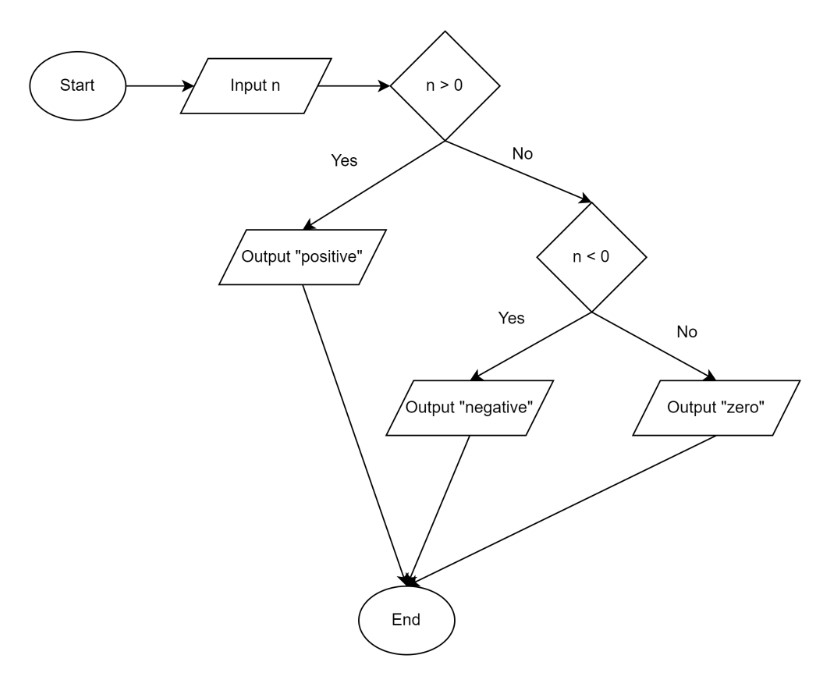 Start
Input n
n > 0
Yes
No
Output "positive"
n < 0
Yes
No
Output "negative"
Output "zero"
End